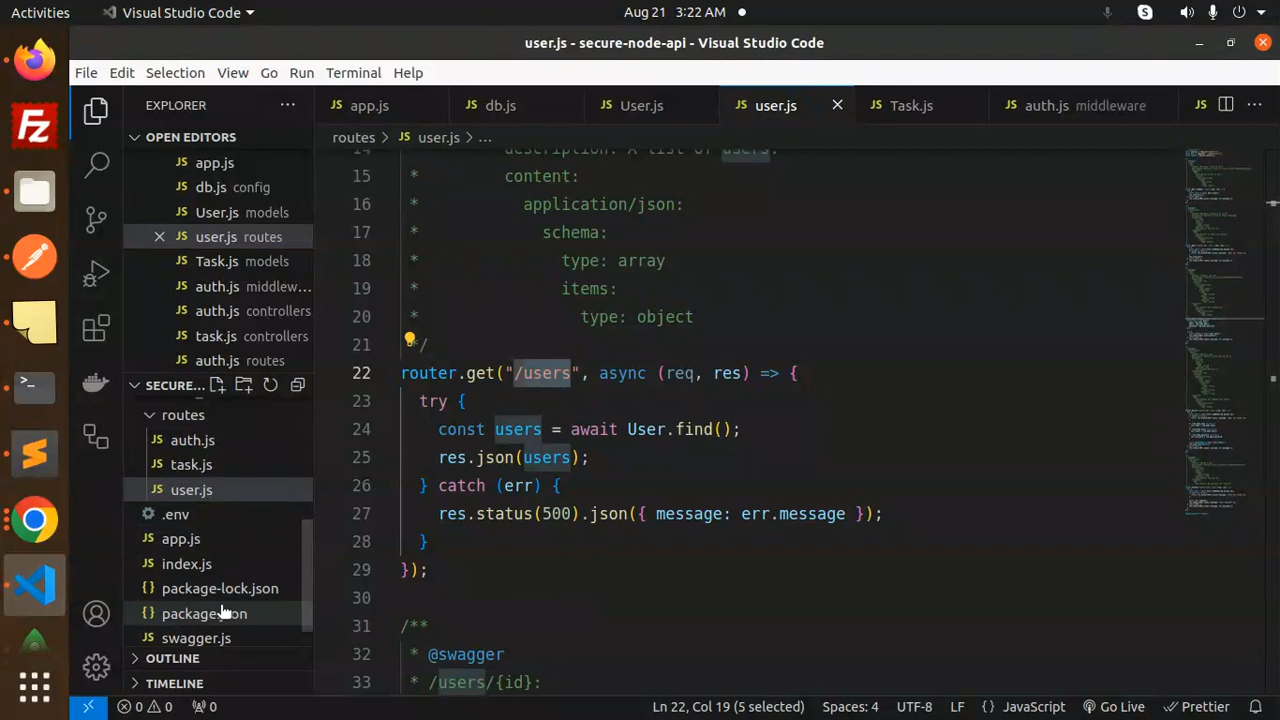 Activities Visual Studio Code Aug 21 3:22 AM
user.js - secure-node-api - Visual Studio Code
File Edit Selection View Go Run Terminal Help
EXPLORER
OPEN EDITORS
app.js
db.js config
User.js models
user.js routes
Task.js models
auth.js middlew...
auth.js controllers
task.js controllers
auth.js routes
SECURE...
routes
auth.js
task.js
user.js
.env
app.js
index.js
package-lock.json
swagger.js
OUTLINE
TIMELINE
app.js db.js User.js user.js Task.js auth.js middleware
routes > user.js > ...
14 description: A list of users.
15 * content:
16 * application/json:
17 * schema:
18 * type: array
19 * items:
20 * type: object
21 */
22 router.get("/users", async (req, res) => {
23 try {
24 const users = await User.find();
25 res.json(users);
26 } catch (err) {
27 res.status(500).json({ message: err.message });
28 }
29 });
30
31 /**
32 * @swagger
33 * /users/{id}:
0 0 0 Ln 22, Col 19 (5 selected) Spaces: 4 UTF-8 LF {} JavaScript Go Live Prettier